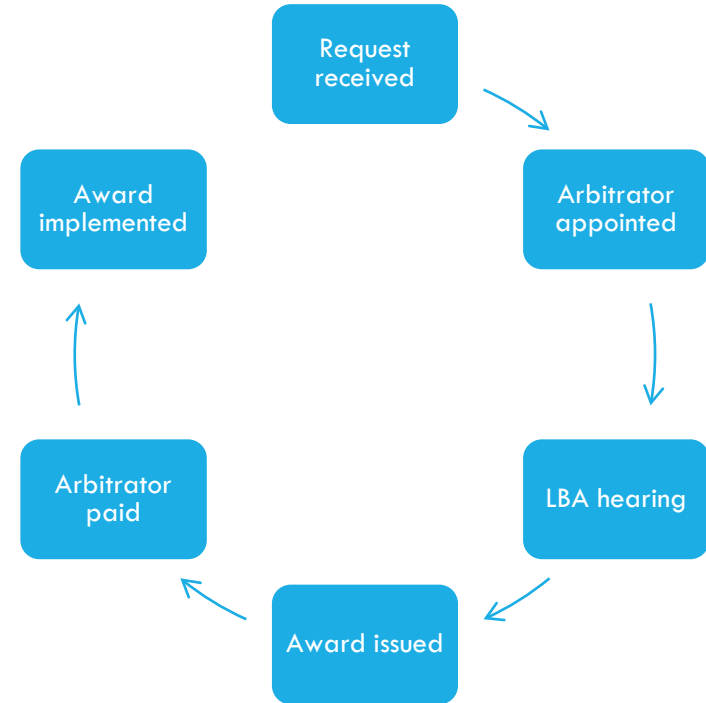 Request
received
Arbitrator
appointed
LBA hearing
Award issued
Arbitrator
paid
Award
implemented